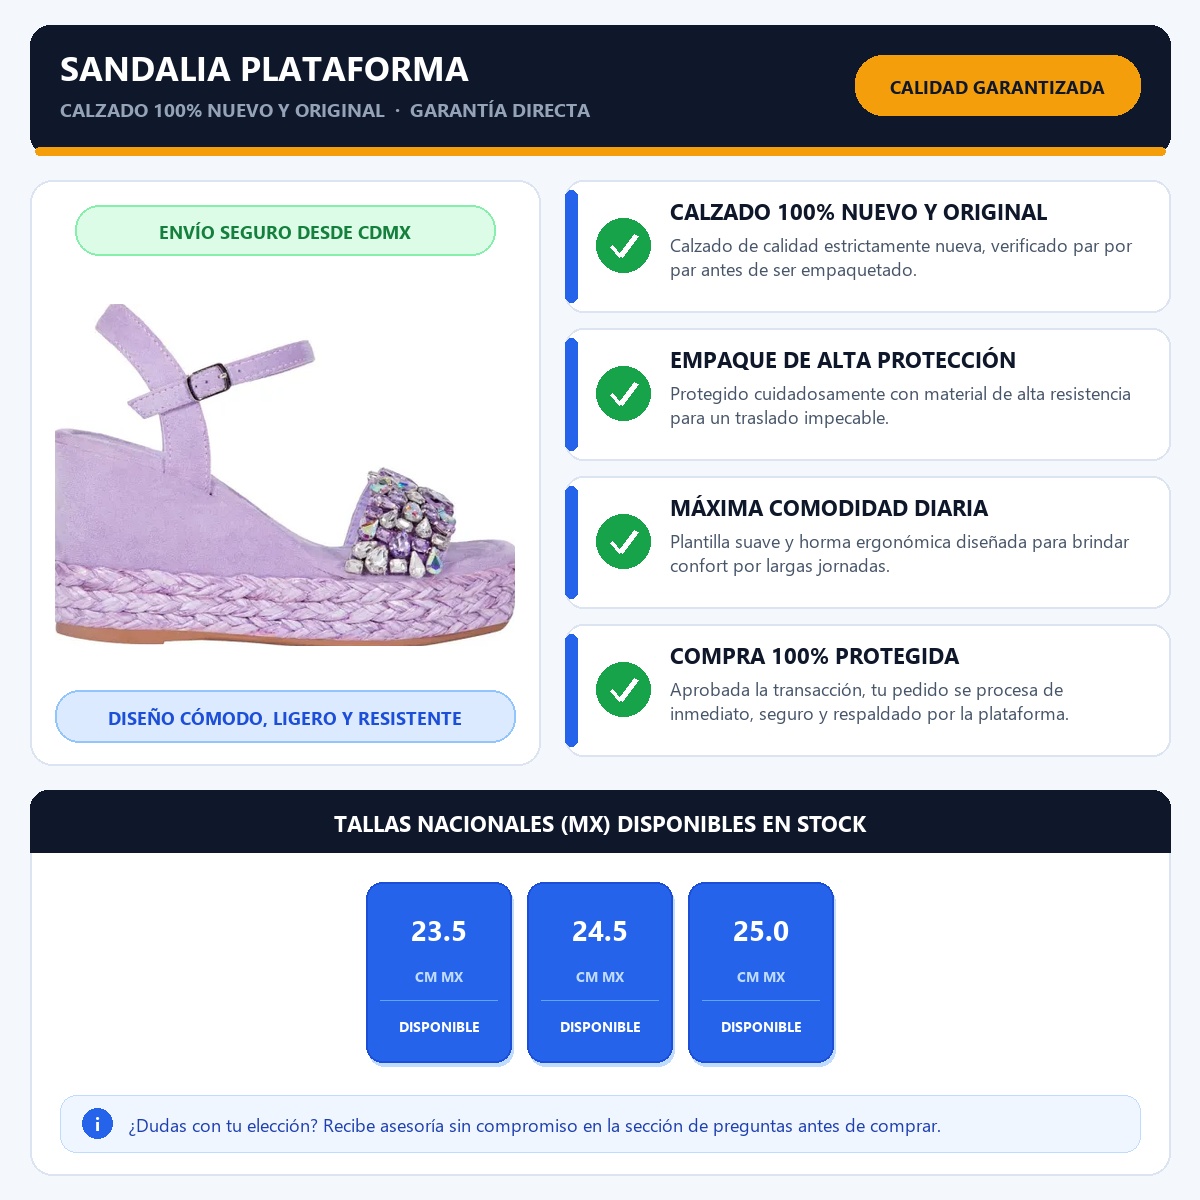 SANDALIA PLATAFORMA
CALZADO 100% NUEVO Y ORIGINAL · GARANTÍA DIRECTA
CALIDAD GARANTIZADA
ENVÍO SEGURO DESDE CDMX
DISEÑO CÓMODO, LIGERO Y RESISTENTE
CALZADO 100% NUEVO Y ORIGINAL
Calzado de calidad estrictamente nueva, verificado par por
par antes de ser empaquetado.
EMPAQUE DE ALTA PROTECCIÓN
Protegido cuidadosamente con material de alta resistencia
para un traslado impecable.
MÁXIMA COMODIDAD DIARIA
Plantilla suave y horma ergonómica diseñada para brindar
confort por largas jornadas.
COMPRA 100% PROTEGIDA
Aprobada la transacción, tu pedido se procesa de
inmediato, seguro y respaldado por la plataforma.
TALLAS NACIONALES (MX) DISPONIBLES EN STOCK
23.5
CM MX
DISPONIBLE
24.5
CM MX
DISPONIBLE
25.0
CM MX
DISPONIBLE
¿Dudas con tu elección? Recibe asesoría sin compromiso en la sección de preguntas antes de comprar.